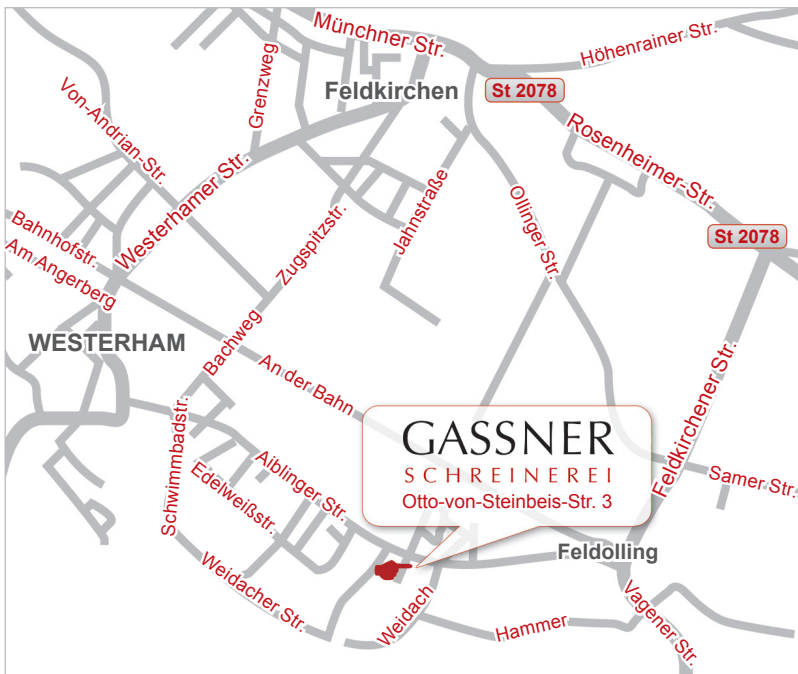 Münchner Str.
Höhenrainer Str.
Grenzweg
Feldkirchen
St 2078
Von-Andrian-Str.
Rosenheimer-Str.
Westerhamer Str.
Jahnstraße
Ollinger Str.
Zugspitzstr.
Bahnhofstr.
St 2078
Am Angerberg
WESTERHAM
Bachweg
An der Bahn
Feldkirchener Str.
GASSNER
SCHREINEREI
Otto-von-Steinbeis-Str. 3
Schwimmbadstr.
Aiblinger Str.
Edelweißstr.
Samer Str.
Feldolling
Weidacher Str.
Weidach
Hammer
Vagener Str.